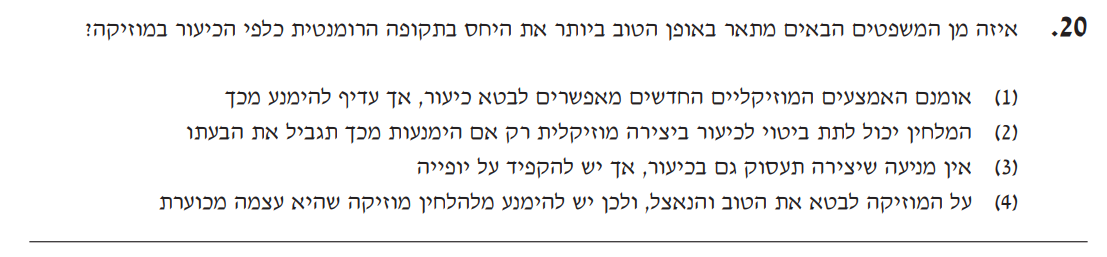 20. איזה מן המשפטים הבאים מתאר באופן הטוב ביותר את היחס בתקופה הרומנטית כלפי הכיעור במוזיקה?
(1) אומנם האמצעים המוזיקליים החדשים מאפשרים לבטא כיעור, אך עדיף להימנע מכך
(2) המלחין יכול לתת ביטוי לכיעור ביצירה מוזיקלית רק אם הימנעות מכך תגביל את הבעתו
(3) אין מניעה שיצירה תעסוק גם בכיעור, אך יש להקפיד על יופייה
(4) על המוזיקה לבטא את הטוב והנאצל, ולכן יש להימנע מלהלחין מוזיקה שהיא עצמה מכוערת